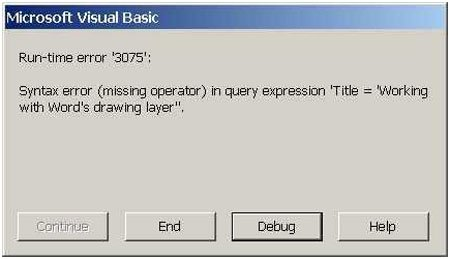 Microsoft Visual Basic
Run-time error '3075':
Syntax error (missing operator) in query expression 'Title = 'Working
with Word's drawing layer''.
Continue
End
Debug
Help